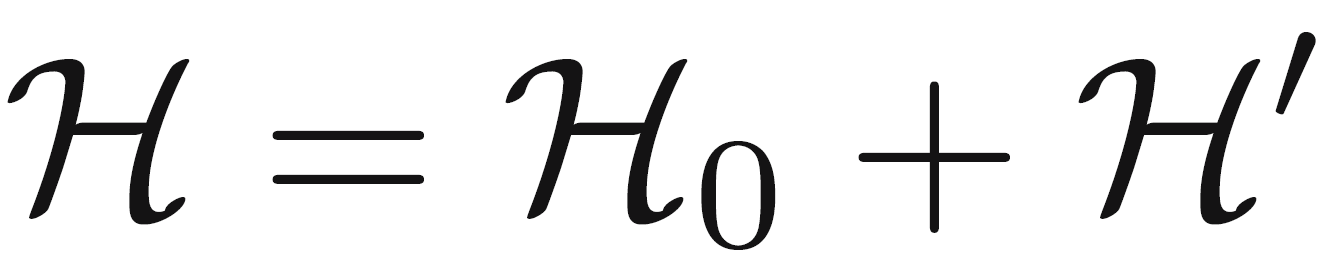 ℋ = ℋ₀ + ℋ′